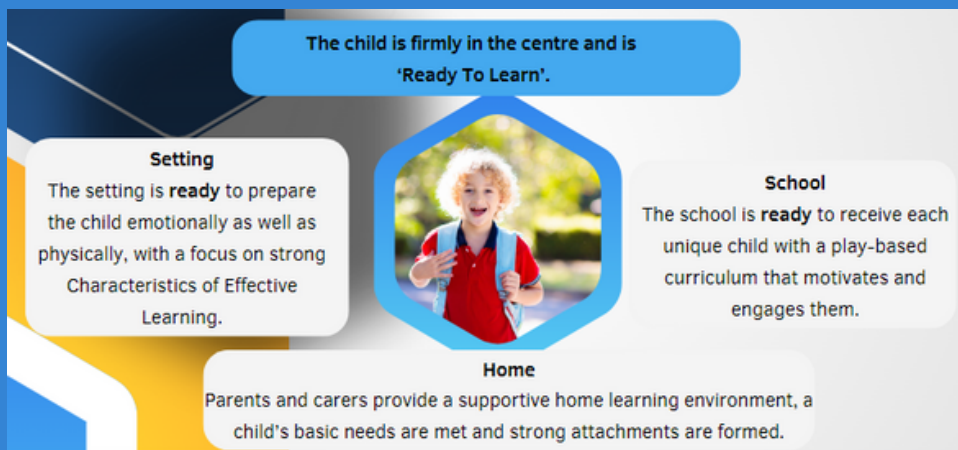 The child is firmly in the centre and is
‘Ready To Learn’.
Setting
The setting is ready to prepare
the child emotionally as well as
physically, with a focus on strong
Characteristics of Effective
Learning.
School
The school is ready to receive each
unique child with a play-based
curriculum that motivates and
engages them.
Home
Parents and carers provide a supportive home learning environment, a
child’s basic needs are met and strong attachments are formed.